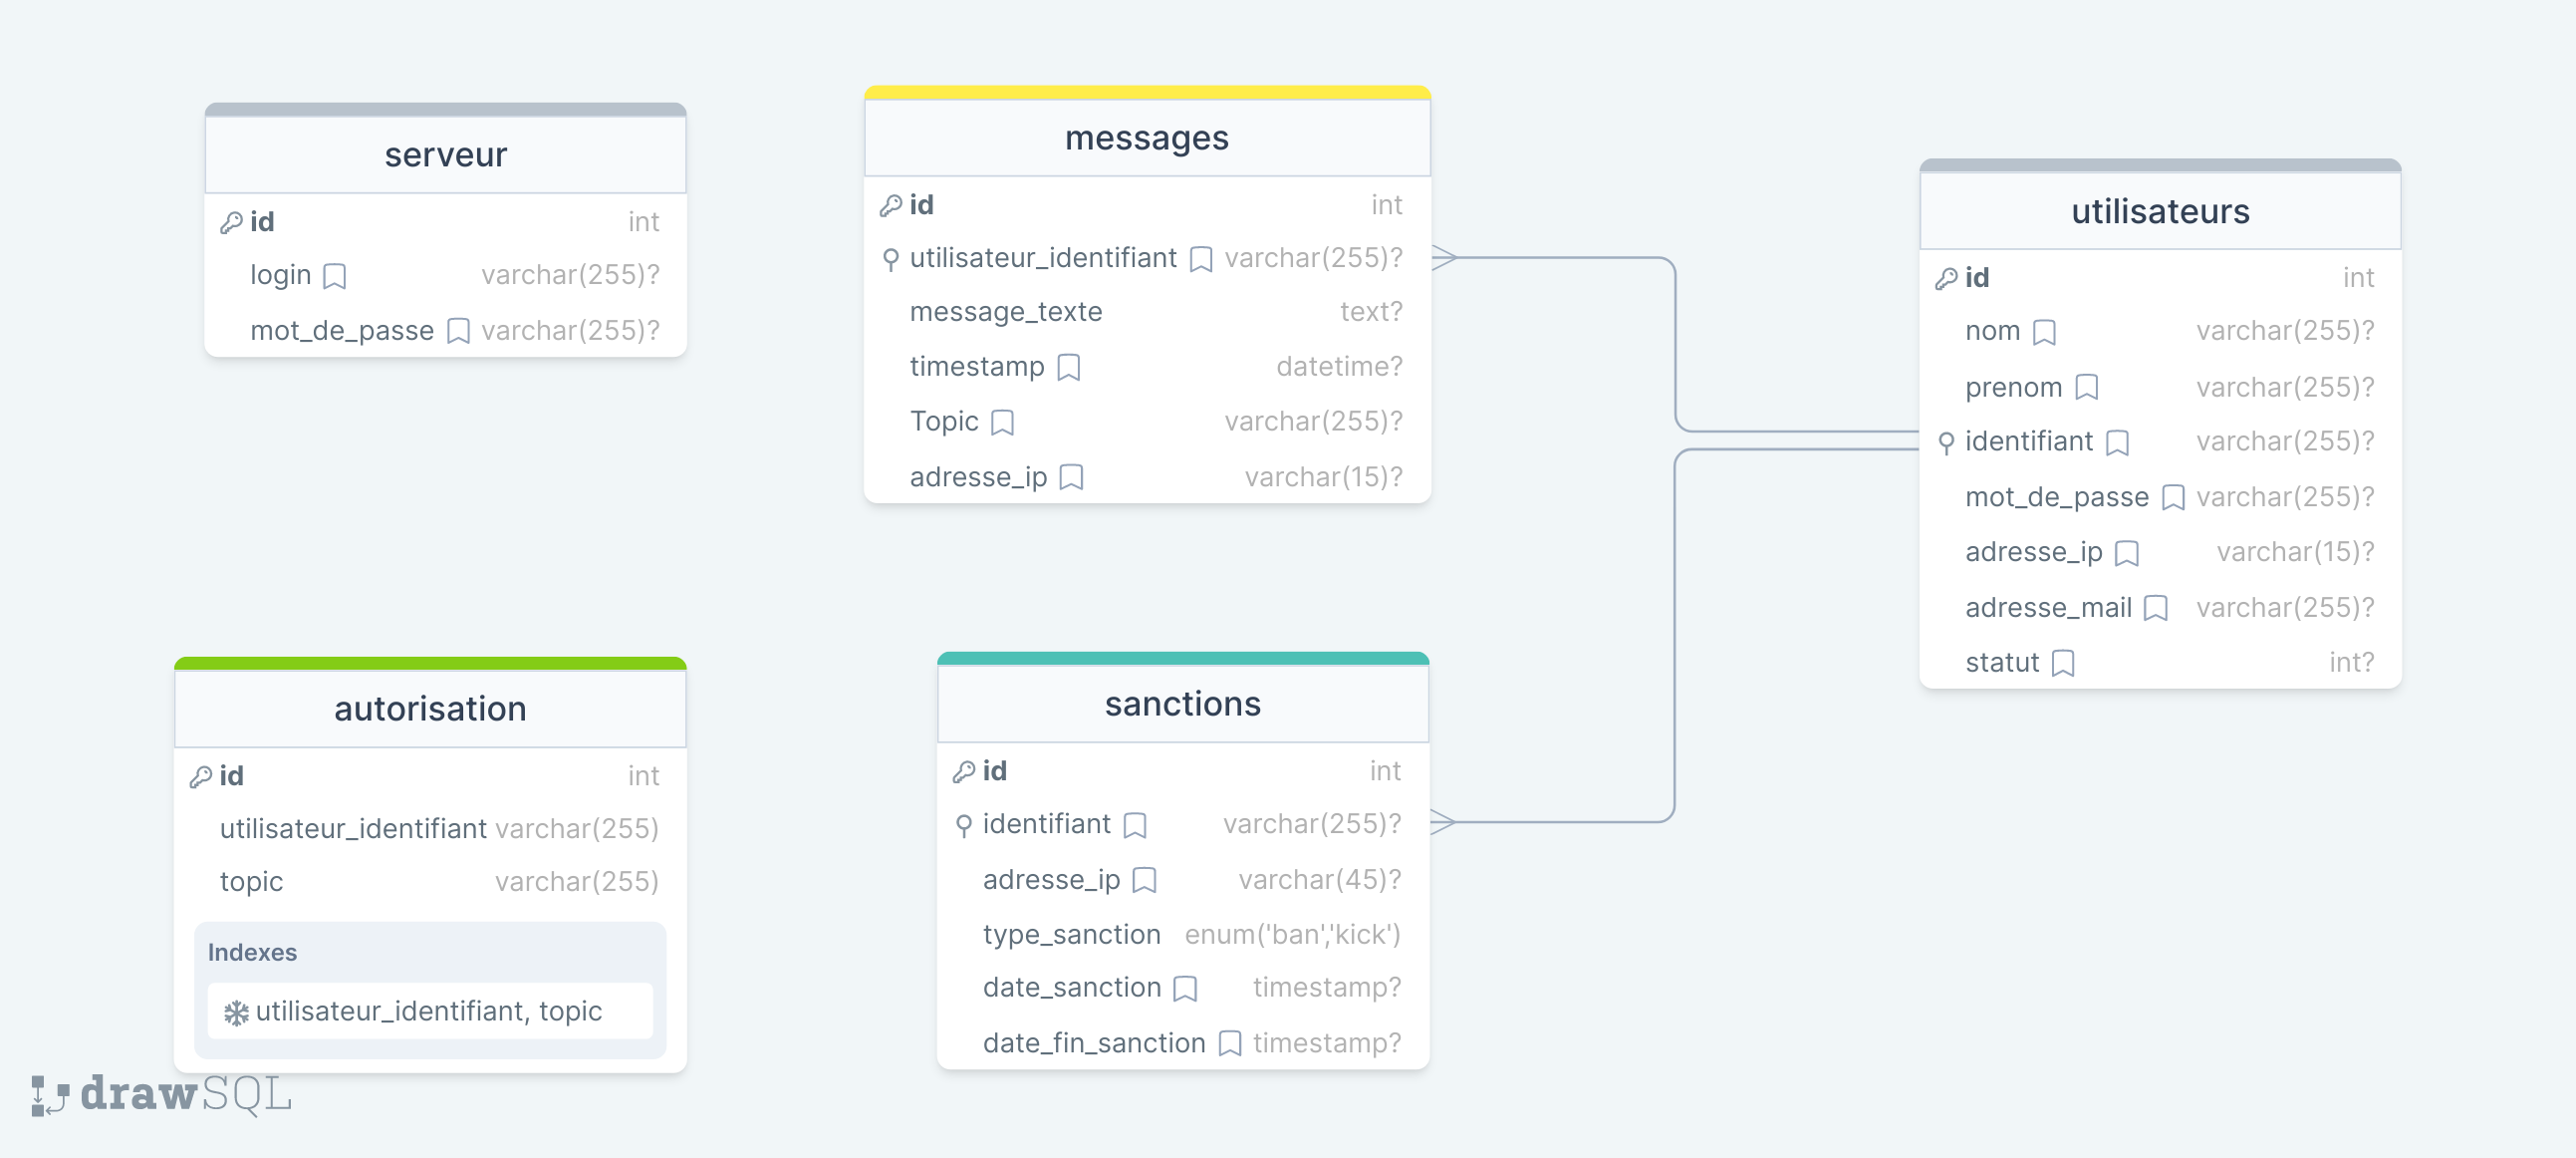 serveur
id int
login varchar(255)?
mot_de_passe varchar(255)?
messages
id int
utilisateur_identifiant varchar(255)?
message_texte text?
timestamp datetime?
Topic varchar(255)?
adresse_ip varchar(15)?
utilisateurs
id int
nom varchar(255)?
prenom varchar(255)?
identifiant varchar(255)?
mot_de_passe varchar(255)?
adresse_ip varchar(15)?
adresse_mail varchar(255)?
statut int?
autorisation
id int
utilisateur_identifiant varchar(255)
topic varchar(255)
Indexes
utilisateur_identifiant, topic
sanctions
id int
identifiant varchar(255)?
adresse_ip varchar(45)?
type_sanction enum('ban','kick')
date_sanction timestamp?
date_fin_sanction timestamp?
drawSQL